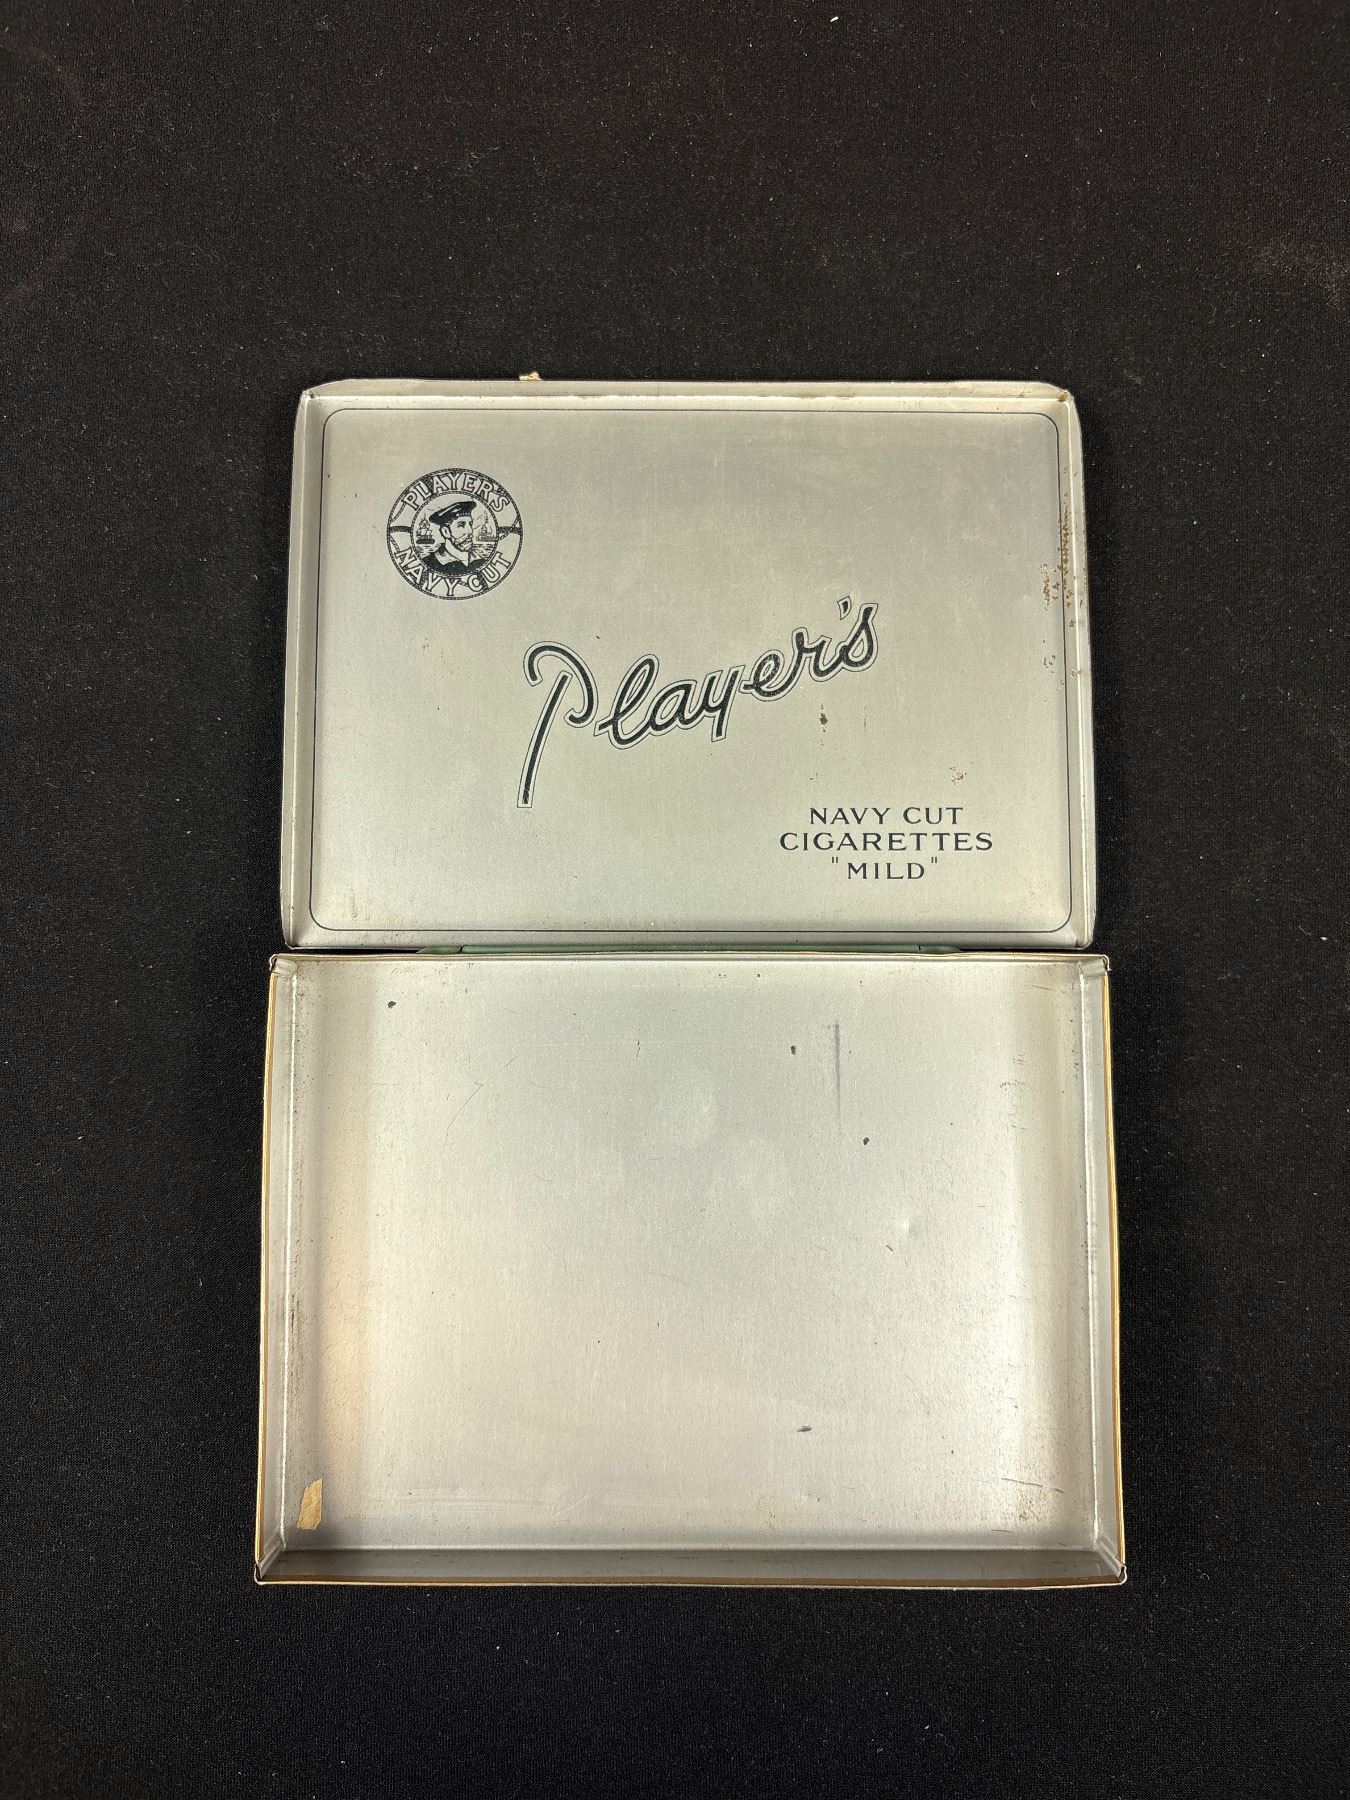 PLAYER'S
NAVY CUT
Player's
NAVY CUT
CIGARETTES
"MILD"